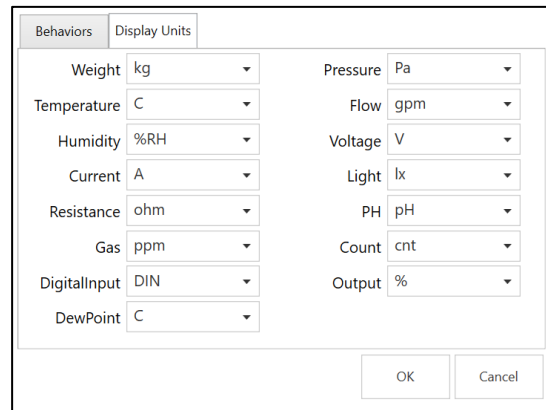 Behaviors Display Units
Weight kg Pressure Pa
Temperature C Flow gpm
Humidity %RH Voltage V
Current A Light lx
Resistance ohm PH pH
Gas ppm Count cnt
DigitalInput DIN Output %
DewPoint C
OK Cancel